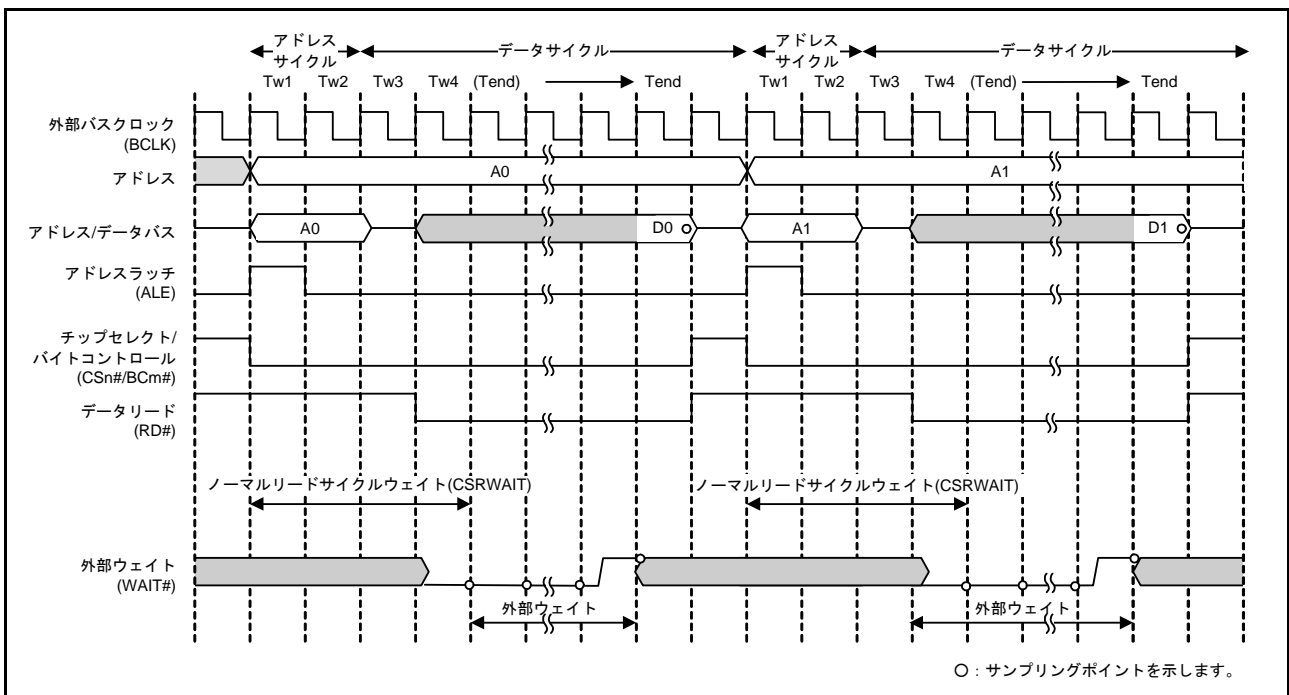 アドレス
サイクル
データサイクル
アドレス
サイクル
データサイクル
Tw1 Tw2 Tw3 Tw4 (Tend) Tend Tw1 Tw2 Tw3 Tw4 (Tend) Tend
外部バスクロック
(BCLK)
アドレス A0 A1
アドレス/データバス A0 D0 A1 D1
アドレスラッチ
(ALE)
チップセレクト/
バイトコントロール
(CSn#/BCm#)
データリード
(RD#)
ノーマルリードサイクルウェイト(CSRWAIT) ノーマルリードサイクルウェイト(CSRWAIT)
外部ウェイト
(WAIT#)
外部ウェイト 外部ウェイト
○:サンプリングポイントを示します。